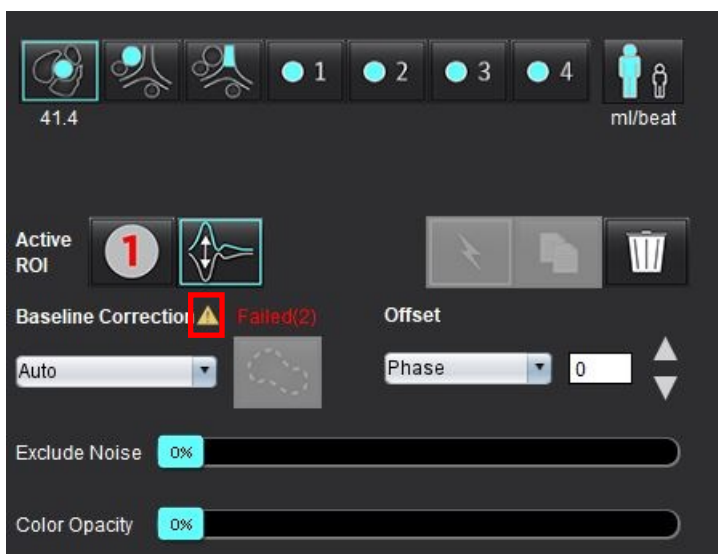 1 2 3 4
41.4 ml/beat
Active
ROI
1
Baseline Correction Failed(2) Offset
Auto Phase 0
Exclude Noise 0%
Color Opacity 0%